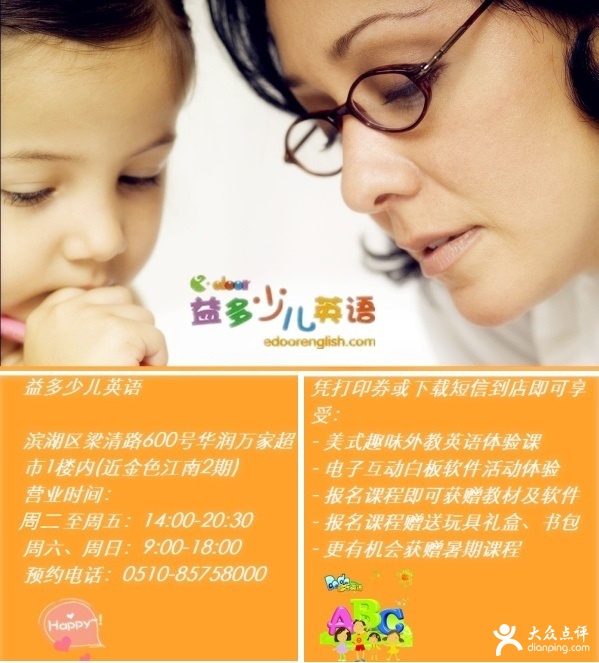 edoor
益多少儿英语
edoorenglish.com
益多少儿英语
滨湖区梁清路600号华润万家超
市1楼内(近金色江南2期)
营业时间：
周二至周五：14:00-20:30
周六、周日：9:00-18:00
预约电话：0510-85758000
Happy~!
凭打印券或下载短信到店即可享
受：
- 美式趣味外教英语体验课
- 电子互动白板软件活动体验
- 报名课程即可获赠教材及软件
- 报名课程赠送玩具礼盒、书包
- 更有机会获赠暑期课程
ABC
大众点评
dianping.com